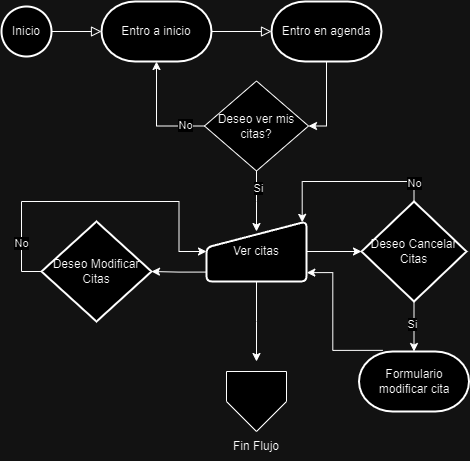 Inicio
Entro a inicio
Entro en agenda
Deseo ver mis
citas?
No
Si
No
No
Deseo Modificar
Citas
Ver citas
Deseo Cancelar
Citas
Si
Formulario
modificar cita
Fin Flujo